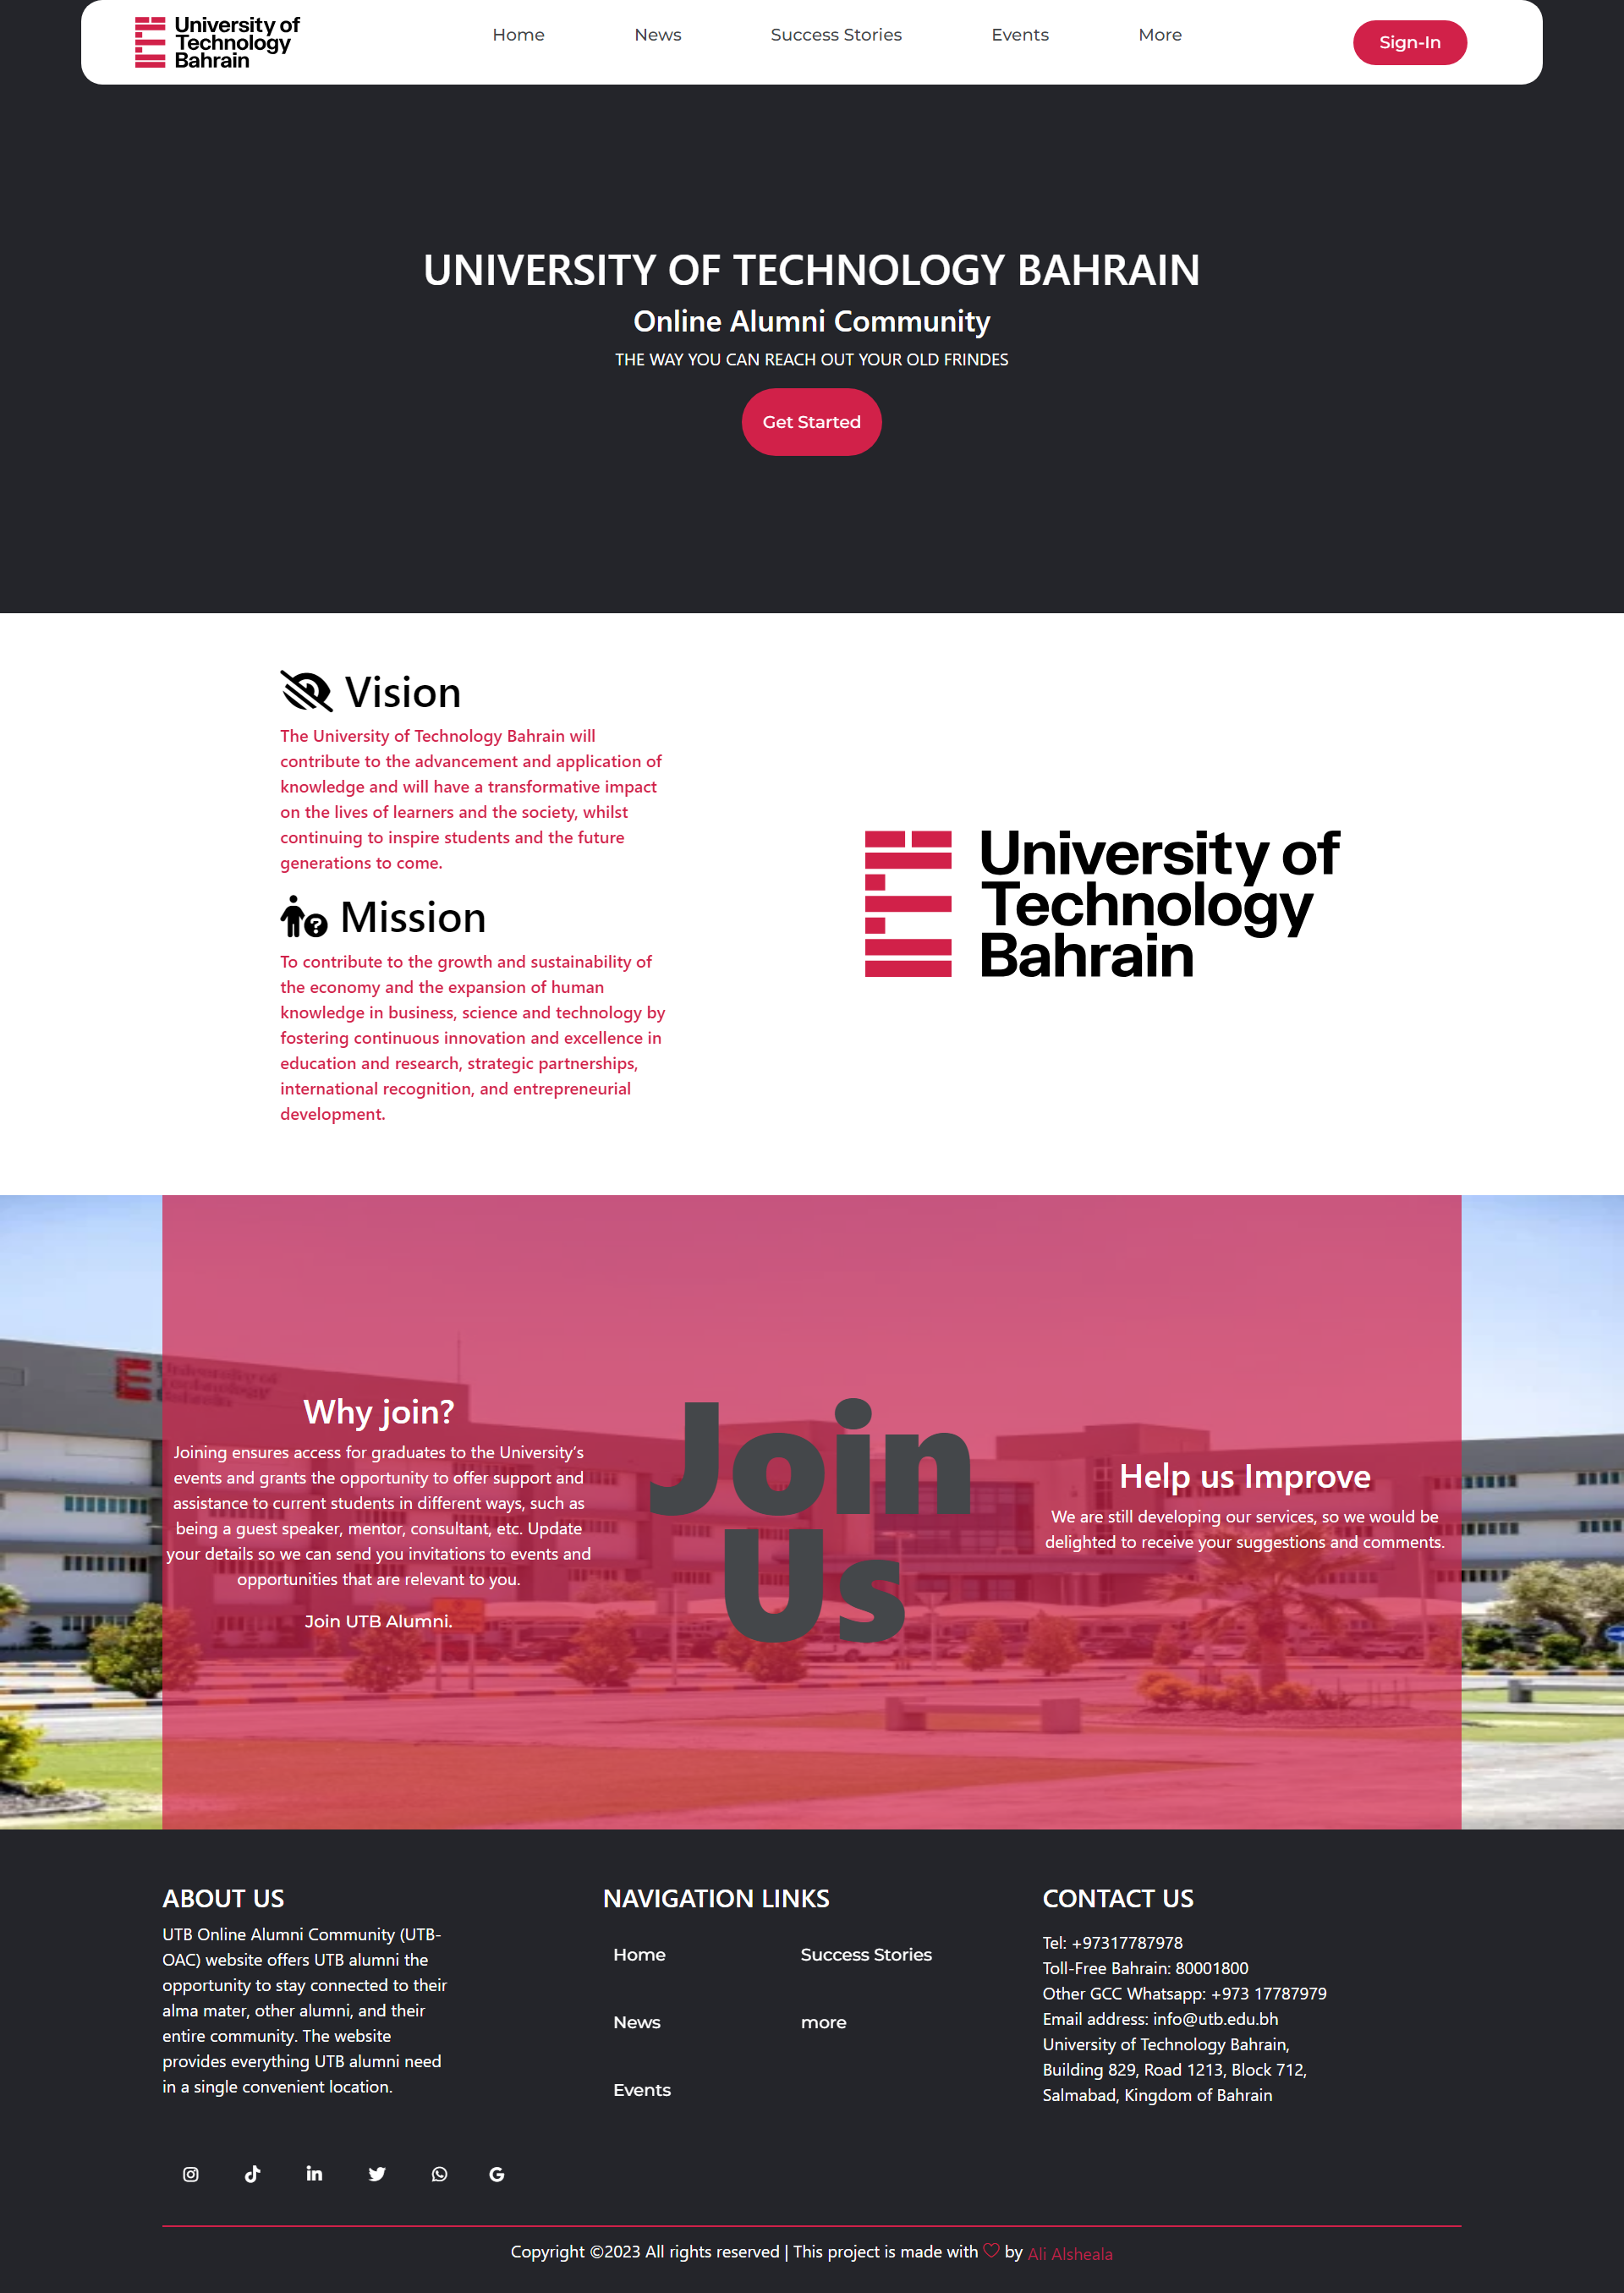 University of
Technology
Bahrain
Home
News
Success Stories
Events
More
Sign-In
UNIVERSITY OF TECHNOLOGY BAHRAIN
Online Alumni Community
THE WAY YOU CAN REACH OUT YOUR OLD FRINDES
Get Started
Vision
The University of Technology Bahrain will
contribute to the advancement and application of
knowledge and will have a transformative impact
on the lives of learners and the society, whilst
continuing to inspire students and the future
generations to come.
Mission
To contribute to the growth and sustainability of
the economy and the expansion of human
knowledge in business, science and technology by
fostering continuous innovation and excellence in
education and research, strategic partnerships,
international recognition, and entrepreneurial
development.
University of
Technology
Bahrain
University of
Technology
Bahrain
Why join?
Joining ensures access for graduates to the University’s
events and grants the opportunity to offer support and
assistance to current students in different ways, such as
being a guest speaker, mentor, consultant, etc. Update
your details so we can send you invitations to events and
opportunities that are relevant to you.
Join UTB Alumni.
Join
Us
Help us Improve
We are still developing our services, so we would be
delighted to receive your suggestions and comments.
ABOUT US
UTB Online Alumni Community (UTB-
OAC) website offers UTB alumni the
opportunity to stay connected to their
alma mater, other alumni, and their
entire community. The website
provides everything UTB alumni need
in a single convenient location.
NAVIGATION LINKS
Home
Success Stories
News
more
Events
CONTACT US
Tel: +97317787978
Toll-Free Bahrain: 80001800
Other GCC Whatsapp: +973 17787979
Email address: info@utb.edu.bh
University of Technology Bahrain,
Building 829, Road 1213, Block 712,
Salmabad, Kingdom of Bahrain
Copyright ©2023 All rights reserved | This project is made with ♡ by Ali Alsheala